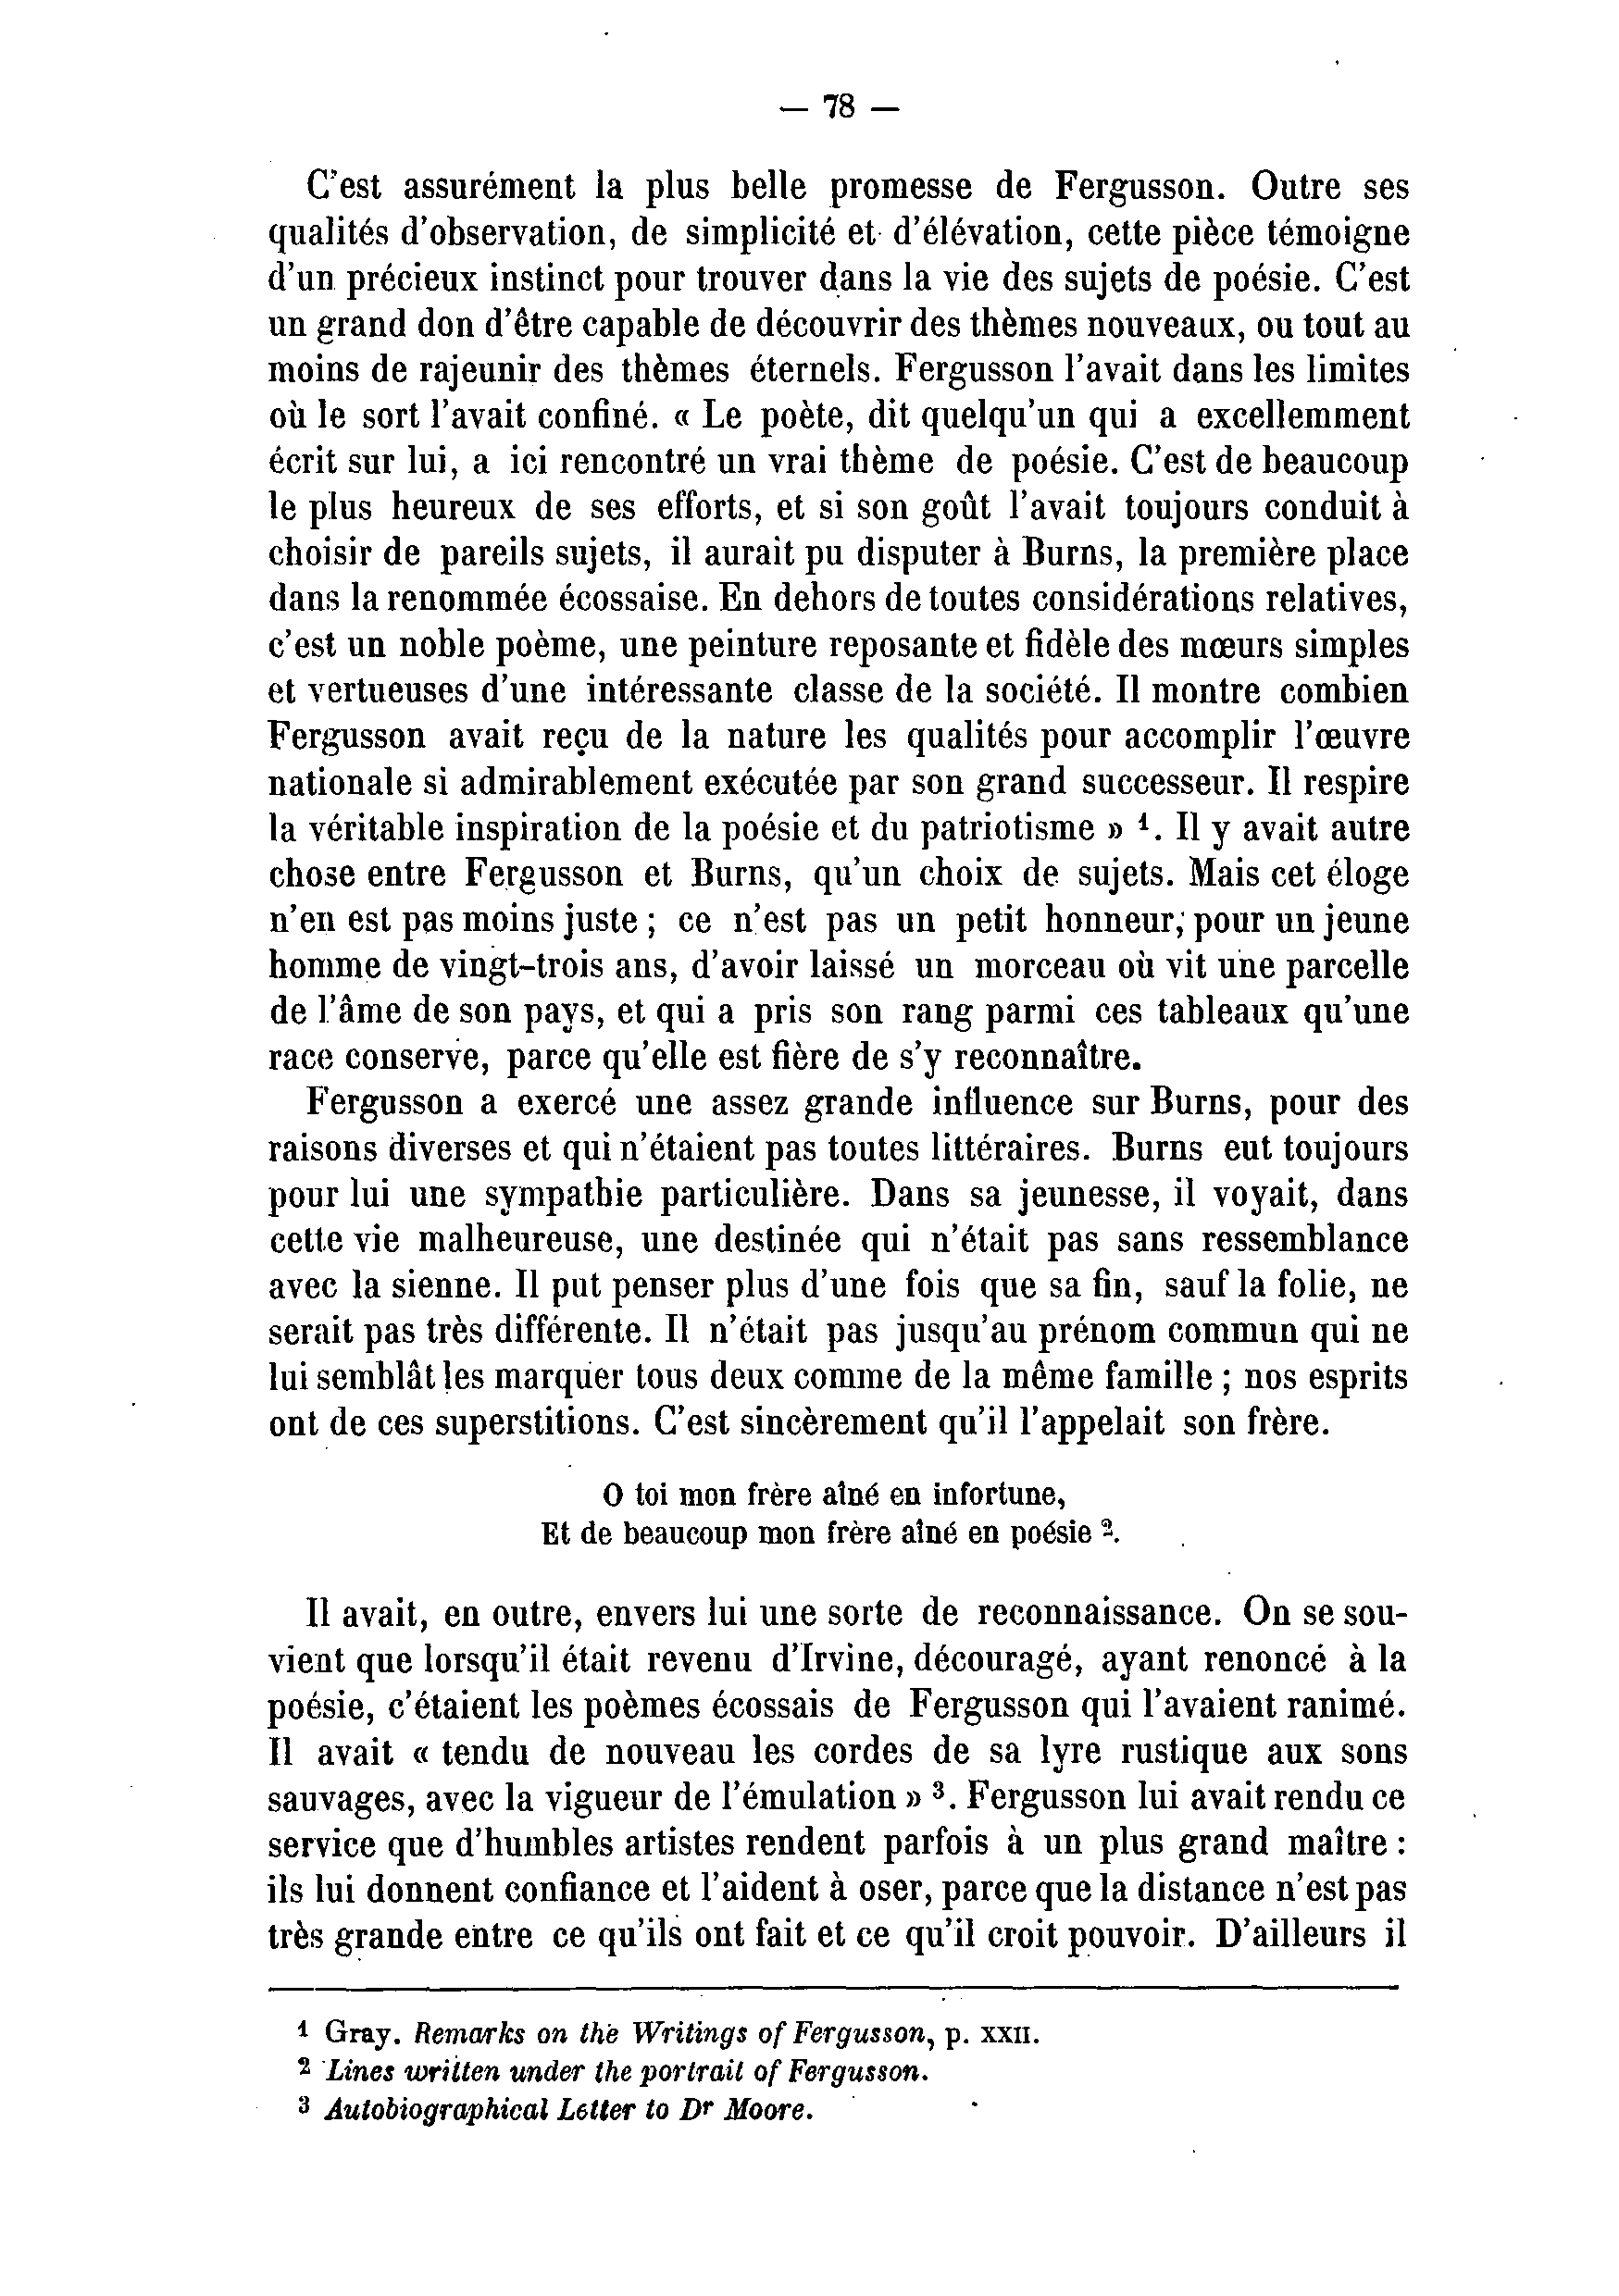 — 78 —
C'est assurément la plus belle promesse de Fergusson. Outre ses
qualités d'observation, de simplicité et d'élévation, cette pièce témoigne
d'un précieux instinct pour trouver dans la vie des sujets de poésie. C'est
un grand don d'être capable de découvrir des thèmes nouveaux, ou tout au
moins de rajeunir des thèmes éternels. Fergusson l'avait dans les limites
où le sort l'avait confiné. « Le poète, dit quelqu'un qui a excellemment
écrit sur lui, a ici rencontré un vrai thème de poésie. C'est de beaucoup
le plus heureux de ses efforts, et si son goût l'avait toujours conduit à
choisir de pareils sujets, il aurait pu disputer à Burns, la première place
dans la renommée écossaise. En dehors de toutes considérations relatives,
c'est un noble poème, une peinture reposante et fidèle des mœurs simples
et vertueuses d'une intéressante classe de la société. Il montre combien
Fergusson avait reçu de la nature les qualités pour accomplir l'œuvre
nationale si admirablement exécutée par son grand successeur. Il respire
la véritable inspiration de la poésie et du patriotisme » ¹. Il y avait autre
chose entre Fergusson et Burns, qu'un choix de sujets. Mais cet éloge
n'en est pas moins juste ; ce n'est pas un petit honneur, pour un jeune
homme de vingt-trois ans, d'avoir laissé un morceau où vit une parcelle
de l'âme de son pays, et qui a pris son rang parmi ces tableaux qu'une
race conserve, parce qu'elle est fière de s'y reconnaître.
Fergusson a exercé une assez grande influence sur Burns, pour des
raisons diverses et qui n'étaient pas toutes littéraires. Burns eut toujours
pour lui une sympathie particulière. Dans sa jeunesse, il voyait, dans
cette vie malheureuse, une destinée qui n'était pas sans ressemblance
avec la sienne. Il put penser plus d'une fois que sa fin, sauf la folie, ne
serait pas très différente. Il n'était pas jusqu'au prénom commun qui ne
lui semblât les marquer tous deux comme de la même famille ; nos esprits
ont de ces superstitions. C'est sincèrement qu'il l'appelait son frère.
O toi mon frère aîné en infortune,
Et de beaucoup mon frère aîné en poésie ².
Il avait, en outre, envers lui une sorte de reconnaissance. On se sou-
vient que lorsqu'il était revenu d'Irvine, découragé, ayant renoncé à la
poésie, c'étaient les poèmes écossais de Fergusson qui l'avaient ranimé.
Il avait « tendu de nouveau les cordes de sa lyre rustique aux sons
sauvages, avec la vigueur de l'émulation » ³. Fergusson lui avait rendu ce
service que d'humbles artistes rendent parfois à un plus grand maître :
ils lui donnent confiance et l'aident à oser, parce que la distance n'est pas
très grande entre ce qu'ils ont fait et ce qu'il croit pouvoir. D'ailleurs il
¹ Gray. Remarks on the Writings of Fergusson, p. XXII.
² Lines written under the portrait of Fergusson.
³ Autobiographical Letter to Dr Moore.